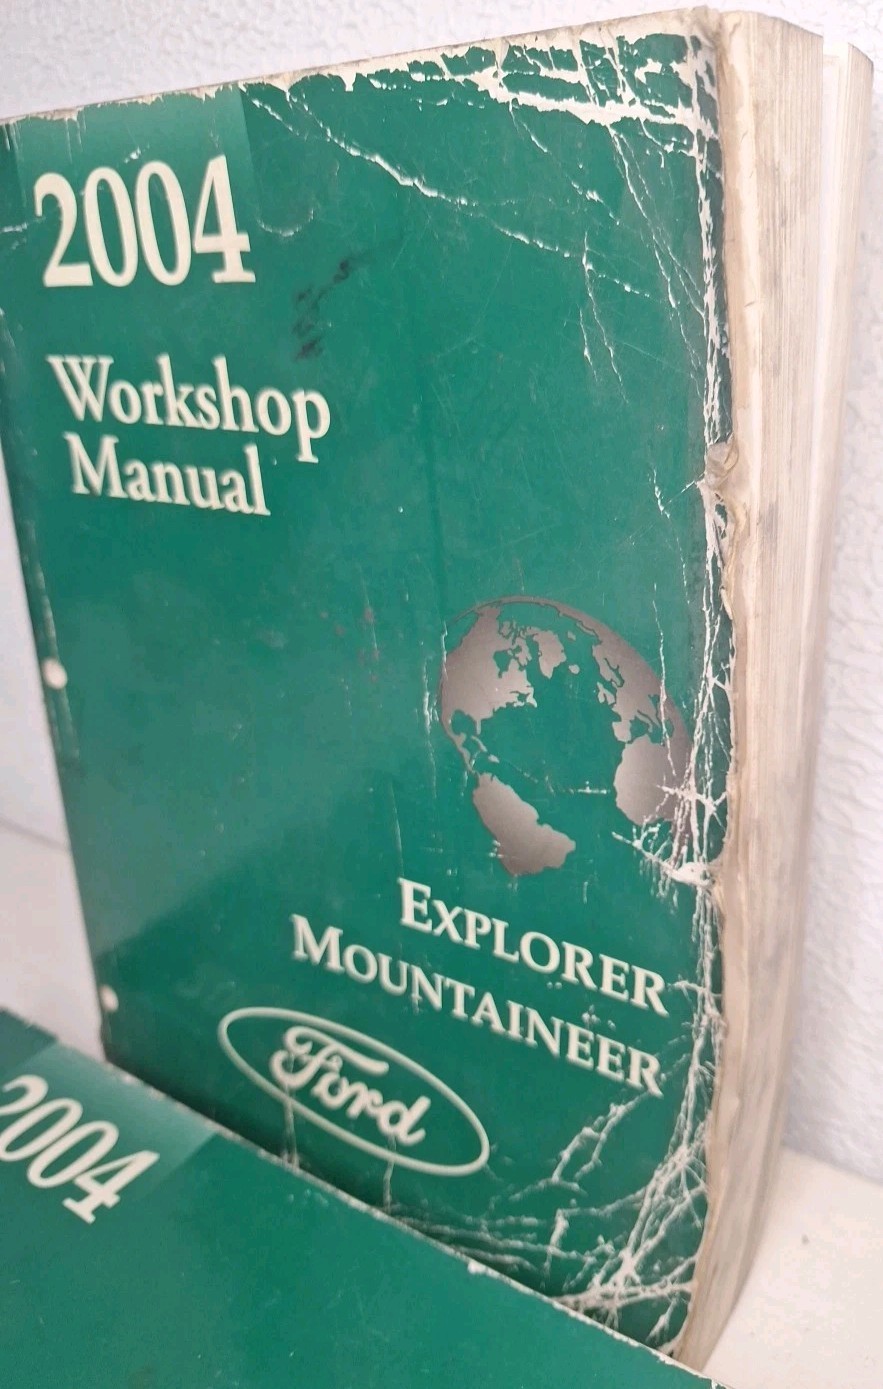 2004
Workshop
Manual
EXPLORER
MOUNTAINEER
Ford
2004